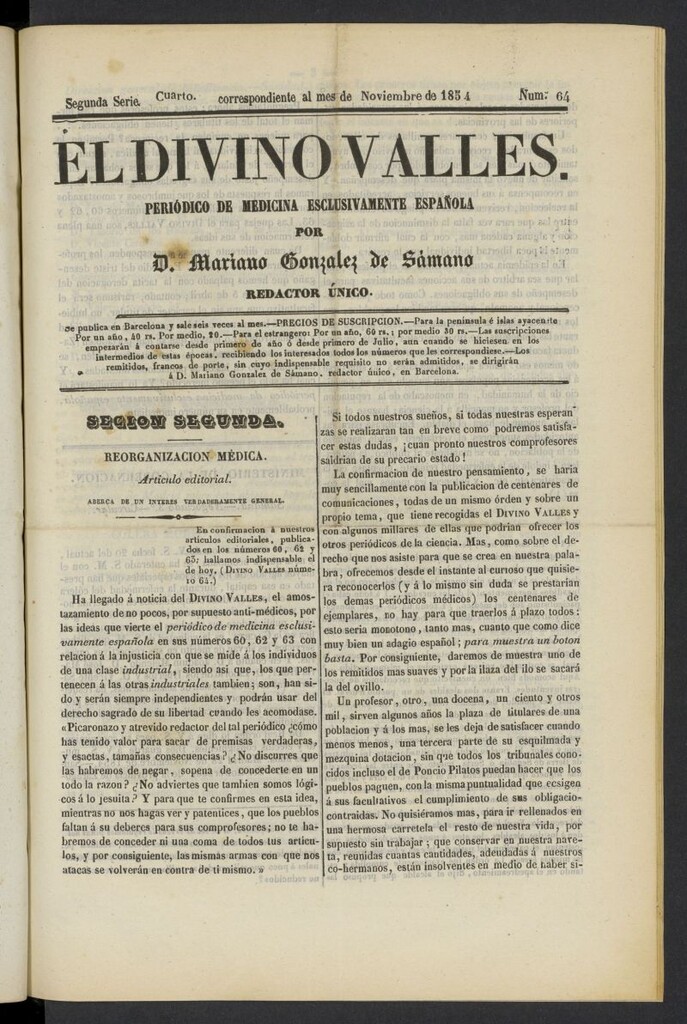 Segunda Serie. Cuarto. correspondiente al mes de Noviembre de 1854 Num: 64
EL DIVINO VALLES.
PERIÓDICO DE MEDICINA ESCLUSIVAMENTE ESPAÑOLA
POR
D. Mariano Gonzalez de Sámano
REDACTOR ÚNICO.
Se publica en Barcelona y sale seis veces al mes.—PRECIOS DE SUSCRIPCION.—Para la peninsula é islas ayacente
Por un año, 40 rs. Por medio, 20.—Para el estrangero: Por un año, 60 rs.; por medio 30 rs.—Las suscripciones
empezarán á contarse desde primero de año ó desde primero de Julio, aun cuando se hiciesen en los
intermedios de estas épocas, recibiendo los interesados todos los números que les correspondiese.—Los
remitidos, francos de porte, sin cuyo indispensable requisito no serán admitidos, se dirigirán
á D. Mariano Gonzalez de Sámano, redactor único, en Barcelona.
SECION SEGUNDA.
REORGANIZACION MÉDICA.
Articulo editorial.
ABERCA DE UN INTERES VERDADERAMENTE GENERAL.
En confirmacion á nuestros
articulos editoriales, publica-
dos en los números 60, 62 y
63; hallamos indispensable el
de hoy, (DIVINO VALLES núme-
ro 64.)
Ha llegado á noticia del DIVINO VALLES, el amos-
tazamiento de no pocos, por supuesto anti-médicos, por
las ideas que vierte el periódico de medicina esclusi-
vamente española en sus números 60, 62 y 63 con
relacion á la injusticia con que se mide á los individuos
de una clase industrial, siendo asi que, los que per-
tenecen á las otras industriales tambien; son, han si-
do y serán siempre independientes y podrán usar del
derecho sagrado de su libertad cuando les acomodase.
«Picaronazo y atrevido redactor del tal periódico ¿cómo
has tenido valor para sacar de premisas verdaderas,
y esactas, tamañas consecuencias? ¿No discurres que
las habremos de negar, sopena de concederte en un
todo la razon? ¿No adviertes que tambien somos lógi-
cos á lo jesuita? Y para que te confirmes en esta idea,
mientras no nos hagas ver y patentices, que los pueblos
faltan á su debercs para sus comprofesores; no te ha-
bremos de conceder ni una coma de todos tus articu-
los, y por consiguiente, las mismas armas con que nos
atacas se volverán en contra de ti mismo.»
Si todos nuestros sueños, si todas nuestras esperan
zas se realizaran tan en breve como podremos satisfa-
cer estas dudas, ¡cuan pronto nuestros comprofesores
saldrian de su precario estado!
La confirmacion de nuestro pensamiento, se haria
muy sencillamente con la publicacion de centenares de
comunicaciones, todas de un mismo órden y sobre un
propio tema, que tiene recogidas el DIVINO VALLES y
con algunos millares de ellas que podrian ofrecer los
otros periódicos de la ciencia. Mas, como sobre el de-
recho que nos asiste para que se crea en nuestra pala-
bra, ofrecemos desde el instante al curioso que quisie-
ra reconocerlos (y á lo mismo sin duda se prestarian
los demas periódicos médicos) los centenares de
ejemplares, no hay para que traerlos á plazo todos:
esto seria monotono, tanto mas, cuanto que como dice
muy bien un adagio español; para muestra un boton
basta. Por consiguiente, daremos de muestra uno de
los remitidos mas suaves y por la ilaza del ilo se sacará
la del ovillo.
Un profesor, otro, una docena, un ciento y otros
mil, sirven algunos años la plaza de titulares de una
poblacion y á los mas, se les deja de satisfacer cuando
menos menos, una tercera parte de su esquilmada y
mezquina dotacion, sin que todos los tribunales cono-
cidos incluso el de Poncio Pilatos puedan hacer que los
pueblos paguen, con la misma puntualidad que ecsigen
á sus facultativos el cumplimiento de sus obligacio-
contraidas. No quisiéramos mas, para ir rellenados en
una hermosa carretela el resto de nuestra vida, por
supuesto sin trabajar; que conservar en nuestra nave-
ta, reunidas cuantas cantidades, adeudadas á nuestros
co-hermanos, están insolventes en medio de haber si-